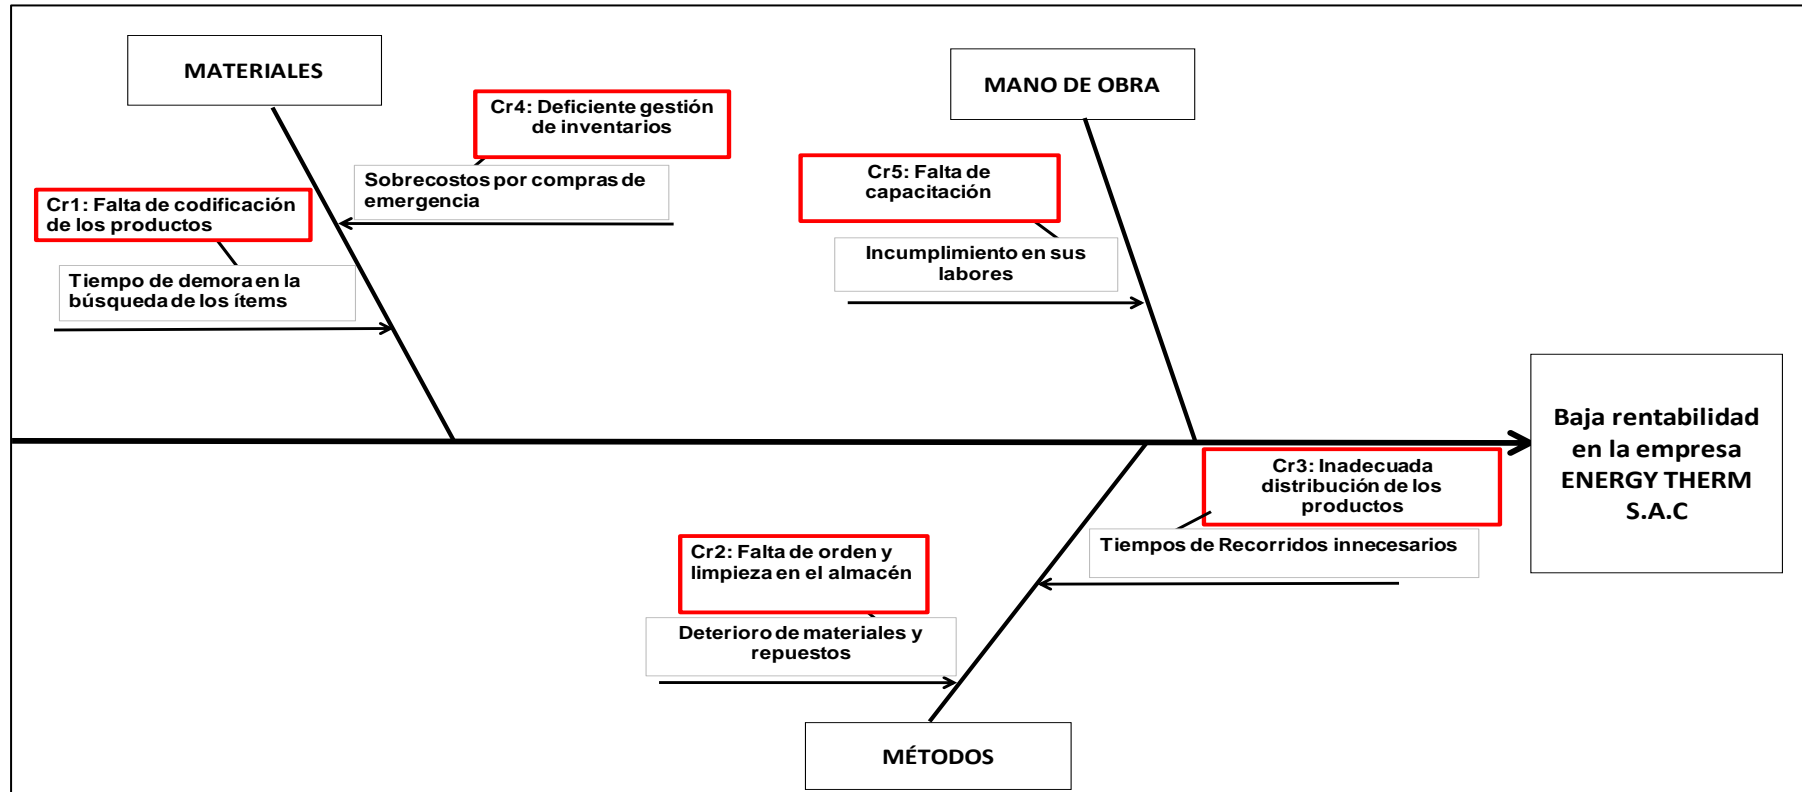 MATERIALES
Cr4: Deficiente gestión
de inventarios
Sobrecostos por compras de
emergencia
Cr1: Falta de codificación
de los productos
Tiempo de demora en la
búsqueda de los ítems
MANO DE OBRA
Cr5: Falta de
capacitación
Incumplimiento en sus
labores
Baja rentabilidad
en la empresa
ENERGY THERM
S.A.C
Cr3: Inadecuada
distribución de los
productos
Tiempos de Recorridos innecesarios
Cr2: Falta de orden y
limpieza en el almacén
Deterioro de materiales y
repuestos
MÉTODOS